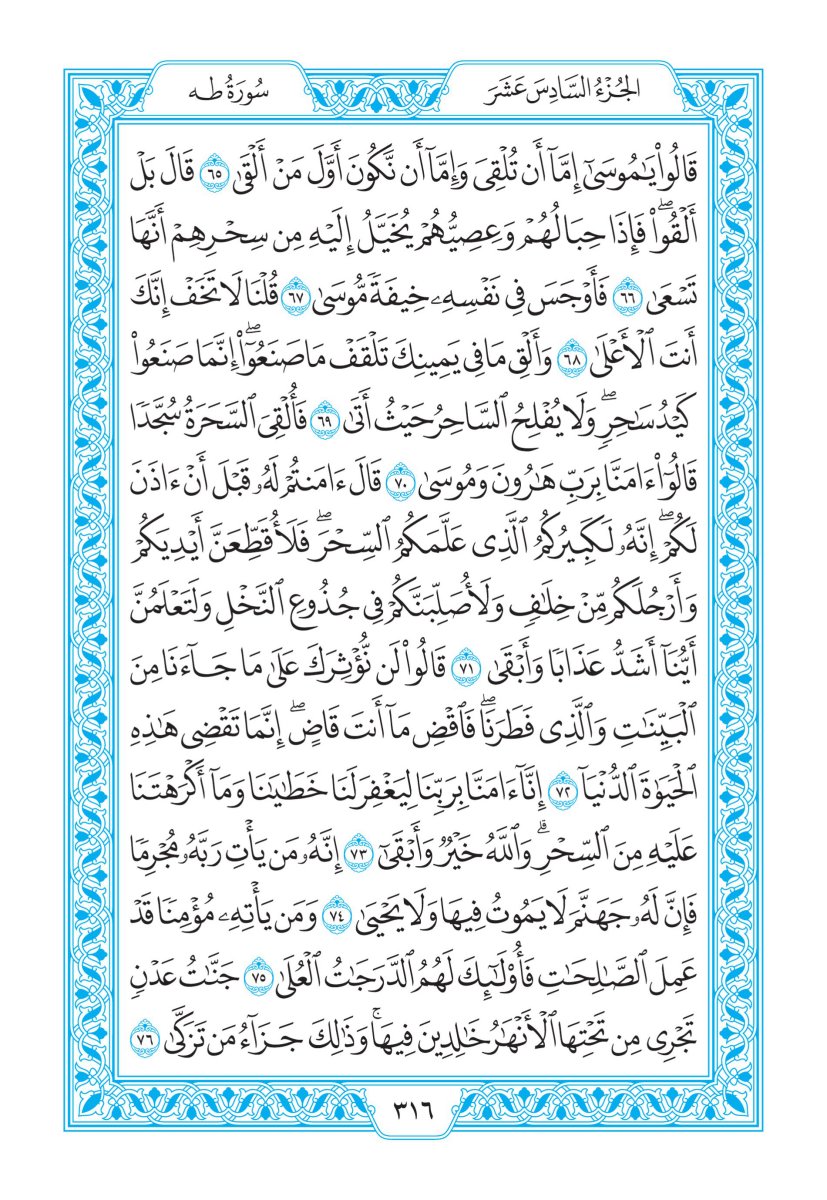 الجُزْءُ السَّادِسَ عَشَرَ
سُورَةُ طه
قَالُواْ يَٰمُوسَىٰٓ إِمَّآ أَن تُلۡقِيَ وَإِمَّآ أَن نَّكُونَ أَوَّلَ مَنۡ أَلۡقَىٰ ٦٥ قَالَ بَلۡ
أَلۡقُواْۖ فَإِذَا حِبَالُهُمۡ وَعِصِيُّهُمۡ يُخَيَّلُ إِلَيۡهِ مِن سِحۡرِهِمۡ أَنَّهَا
تَسۡعَىٰ ٦٦ فَأَوۡجَسَ فِي نَفۡسِهِۦ خِيفَةٗ مُّوسَىٰ ٦٧ قُلۡنَا لَا تَخَفۡ إِنَّكَ
أَنتَ ٱلۡأَعۡلَىٰ ٦٨ وَأَلۡقِ مَا فِي يَمِينِكَ تَلۡقَفۡ مَا صَنَعُوٓاْۖ إِنَّمَا صَنَعُواْ
كَيۡدُ سَٰحِرٖۖ وَلَا يُفۡلِحُ ٱلسَّاحِرُ حَيۡثُ أَتَىٰ ٦٩ فَأُلۡقِيَ ٱلسَّحَرَةُ سُجَّدٗا
قَالُوٓاْ ءَامَنَّا بِرَبِّ هَٰرُونَ وَمُوسَىٰ ٧٠ قَالَ ءَامَنتُمۡ لَهُۥ قَبۡلَ أَنۡ ءَاذَنَ
لَكُمۡۖ إِنَّهُۥ لَكَبِيرُكُمُ ٱلَّذِي عَلَّمَكُمُ ٱلسِّحۡرَۖ فَلَأُقَطِّعَنَّ أَيۡدِيَكُمۡ
وَأَرۡجُلَكُم مِّنۡ خِلَٰفٖ وَلَأُصَلِّبَنَّكُمۡ فِي جُذُوعِ ٱلنَّخۡلِ وَلَتَعۡلَمُنَّ
أَيُّنَآ أَشَدُّ عَذَابٗا وَأَبۡقَىٰ ٧١ قَالُواْ لَن نُّؤۡثِرَكَ عَلَىٰ مَا جَآءَنَا مِنَ
ٱلۡبَيِّنَٰتِ وَٱلَّذِي فَطَرَنَاۖ فَٱقۡضِ مَآ أَنتَ قَاضٍۖ إِنَّمَا تَقۡضِي هَٰذِهِ
ٱلۡحَيَوٰةَ ٱلدُّنۡيَآ ٧٢ إِنَّآ ءَامَنَّا بِرَبِّنَا لِيَغۡفِرَ لَنَا خَطَٰيَٰنَا وَمَآ أَكۡرَهۡتَنَا
عَلَيۡهِ مِنَ ٱلسِّحۡرِۗ وَٱللَّهُ خَيۡرٞ وَأَبۡقَىٰٓ ٧٣ إِنَّهُۥ مَن يَأۡتِ رَبَّهُۥ مُجۡرِمٗا
فَإِنَّ لَهُۥ جَهَنَّمَ لَا يَمُوتُ فِيهَا وَلَا يَحۡيَىٰ ٧٤ وَمَن يَأۡتِهِۦ مُؤۡمِنٗا قَدۡ
عَمِلَ ٱلصَّٰلِحَٰتِ فَأُوْلَٰٓئِكَ لَهُمُ ٱلدَّرَجَٰتُ ٱلۡعُلَىٰ ٧٥ جَنَّٰتُ عَدۡنٖ
تَجۡرِي مِن تَحۡتِهَا ٱلۡأَنۡهَٰرُ خَٰلِدِينَ فِيهَاۚ وَذَٰلِكَ جَزَآءُ مَن تَزَكَّىٰ ٧٦
٣١٦